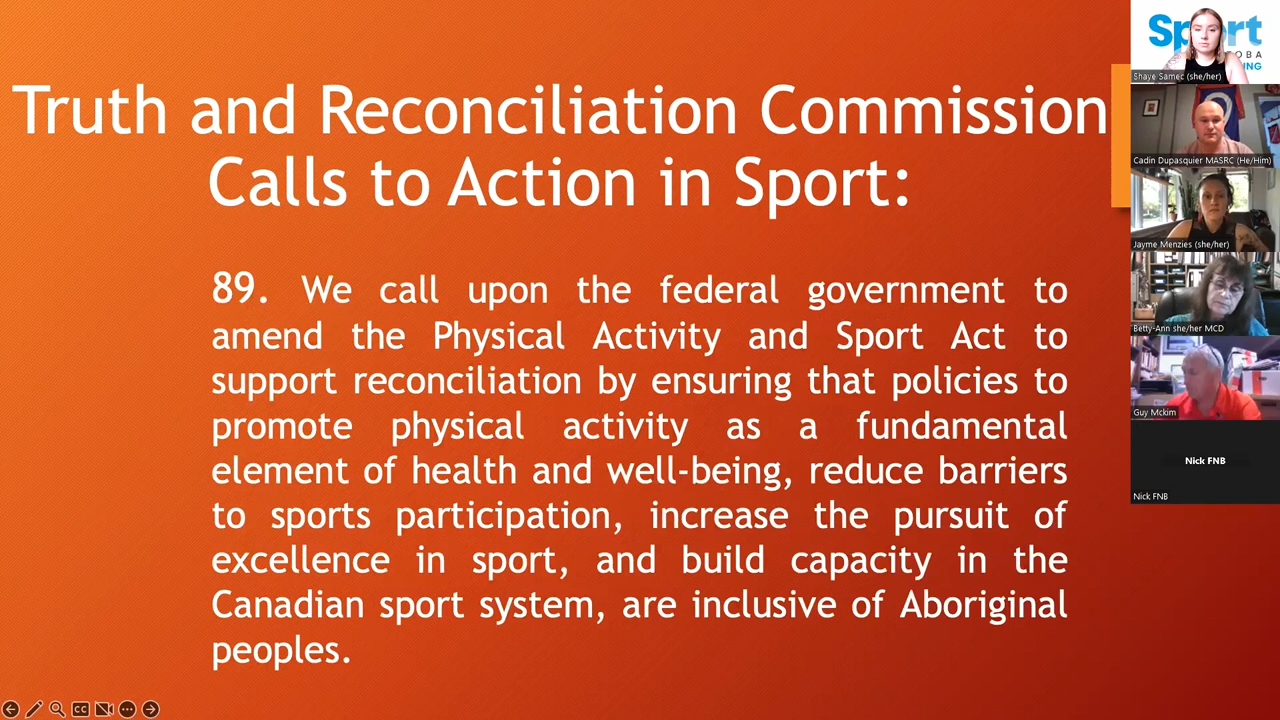 Truth and Reconciliation Commission
Calls to Action in Sport:
89. We call upon the federal government to
amend the Physical Activity and Sport Act to
support reconciliation by ensuring that policies to
promote physical activity as a fundamental
element of health and well-being, reduce barriers
to sports participation, increase the pursuit of
excellence in sport, and build capacity in the
Canadian sport system, are inclusive of Aboriginal
peoples.
Shaye Samec (she/her)
Cadin Dupasquier MASRC (He/Him)
Jayme Menzies (she/her)
Betty-Ann she/her MCD
Guy Mckim
Nick FNB
Nick FNB
CC